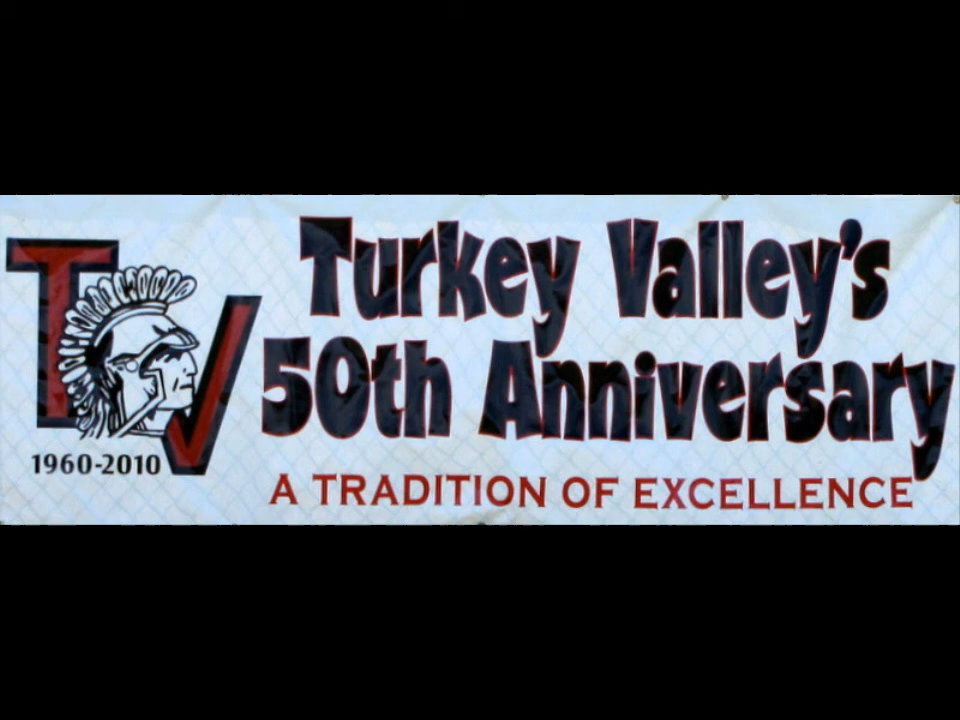 TV
1960-2010
Turkey Valley's
50th Anniversary
A TRADITION OF EXCELLENCE